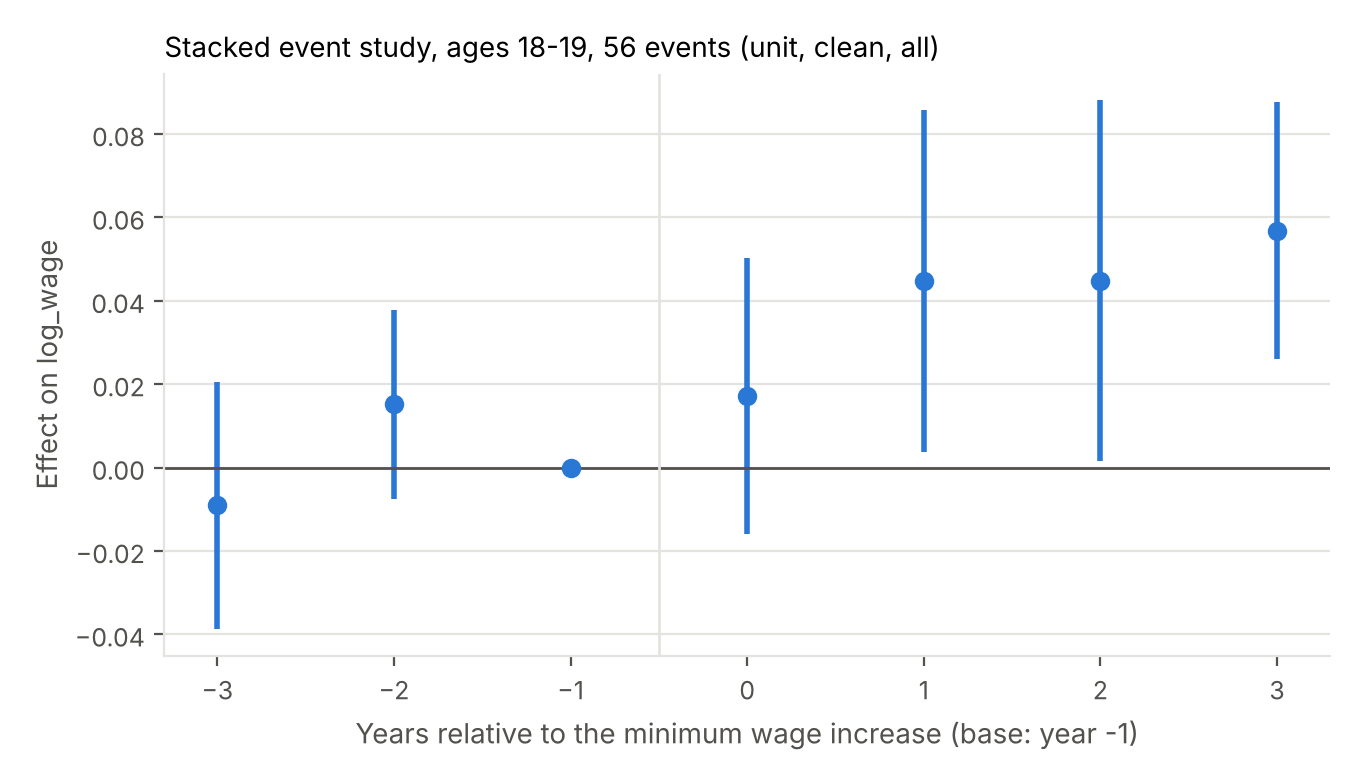 Stacked event study, ages 18-19, 56 events (unit, clean, all)
Effect on log_wage
0.08
0.06
0.04
0.02
0.00
−0.02
−0.04
−3 −2 −1 0 1 2 3
Years relative to the minimum wage increase (base: year -1)